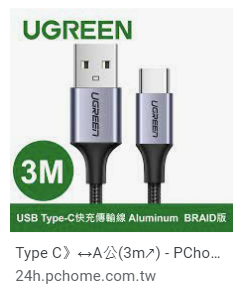 UGREEN
UGREEN
UGREEN
3M
USB Type-C快充傳輸線 Aluminum BRAID版
Type C》↔A公(3m↗) - PCho...
24h.pchome.com.tw